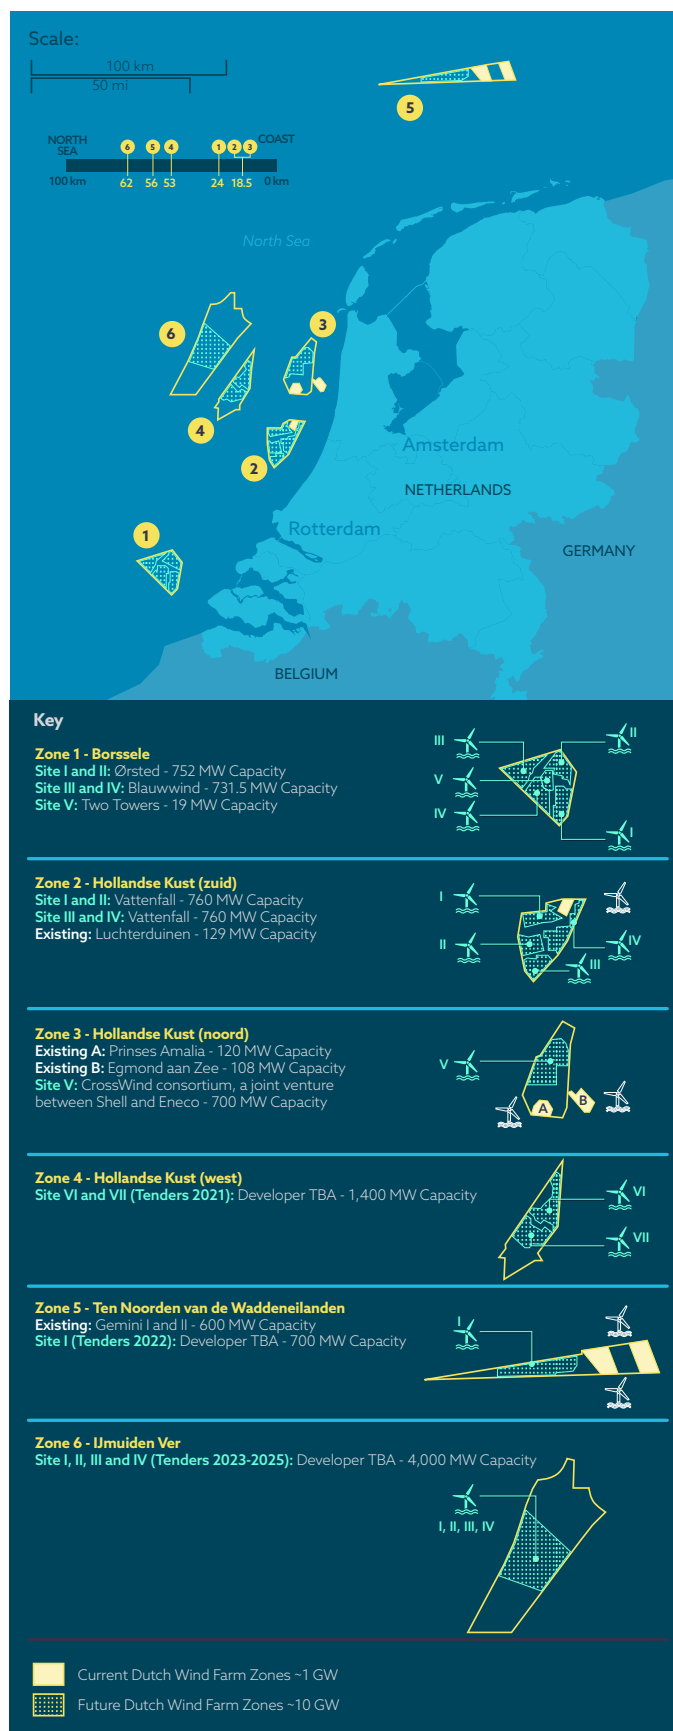 Scale:
100 km
50 mi
5
NORTH
SEA
6 5 4 1 2 3
COAST
100 km 62 56 53 24 18.5 0 km
North Sea
3
6
4
Amsterdam
2
NETHERLANDS
Rotterdam
1
GERMANY
BELGIUM
Key
Zone 1 - Borssele
Site I and II: Ørsted - 752 MW Capacity
Site III and IV: Blauwwind - 731.5 MW Capacity
Site V: Two Towers - 19 MW Capacity
III
II
V
IV
I
Zone 2 - Hollandse Kust (zuid)
Site I and II: Vattenfall - 760 MW Capacity
Site III and IV: Vattenfall - 760 MW Capacity
Existing: Luchterduinen - 129 MW Capacity
I
II
IV
III
Zone 3 - Hollandse Kust (noord)
Existing A: Prinses Amalia - 120 MW Capacity
Existing B: Egmond aan Zee - 108 MW Capacity
Site V: CrossWind consortium, a joint venture
between Shell and Eneco - 700 MW Capacity
V
A
B
Zone 4 - Hollandse Kust (west)
Site VI and VII (Tenders 2021): Developer TBA - 1,400 MW Capacity
VI
VII
Zone 5 - Ten Noorden van de Waddeneilanden
Existing: Gemini I and II - 600 MW Capacity
Site I (Tenders 2022): Developer TBA - 700 MW Capacity
I
Zone 6 - IJmuiden Ver
Site I, II, III and IV (Tenders 2023-2025): Developer TBA - 4,000 MW Capacity
I, II, III, IV
Current Dutch Wind Farm Zones ~1 GW
Future Dutch Wind Farm Zones ~10 GW